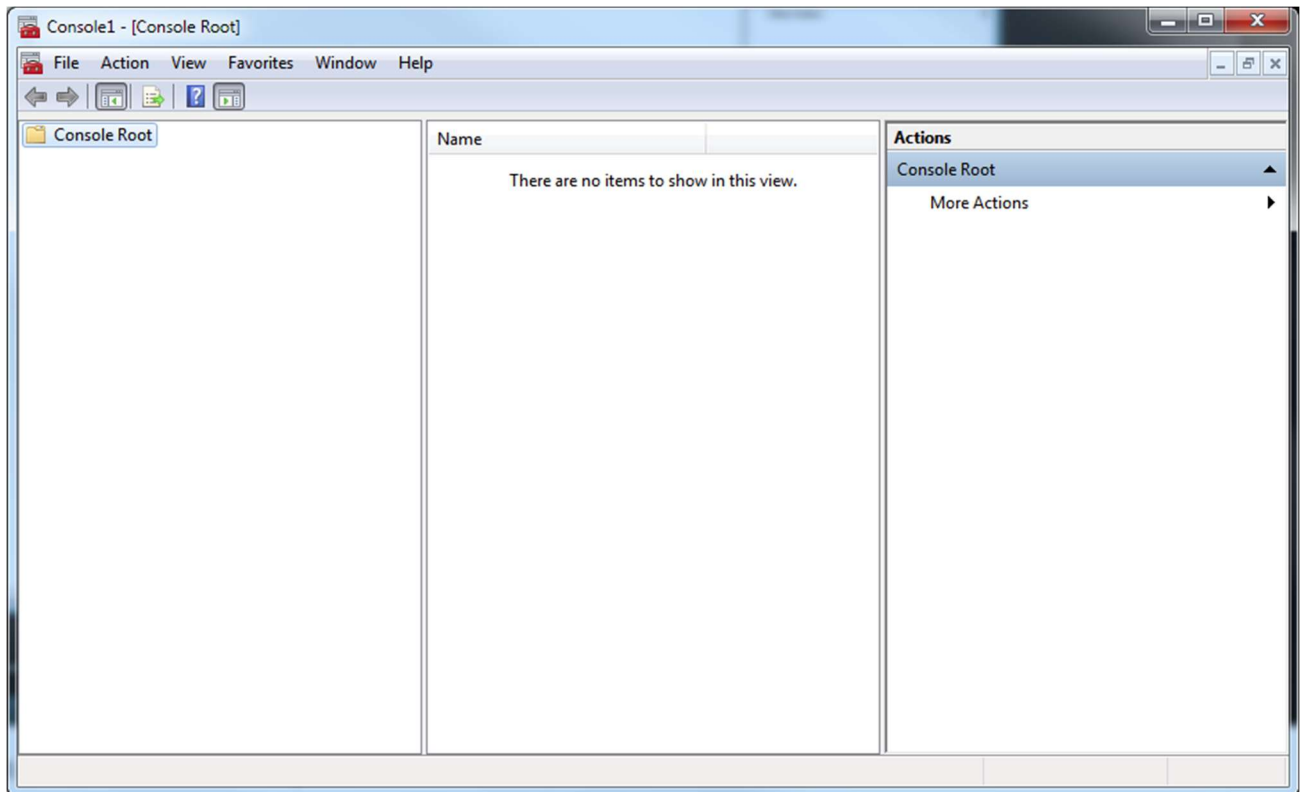 Console1 - [Console Root]
File Action View Favorites Window Help
Console Root
Name
There are no items to show in this view.
Actions
Console Root
More Actions